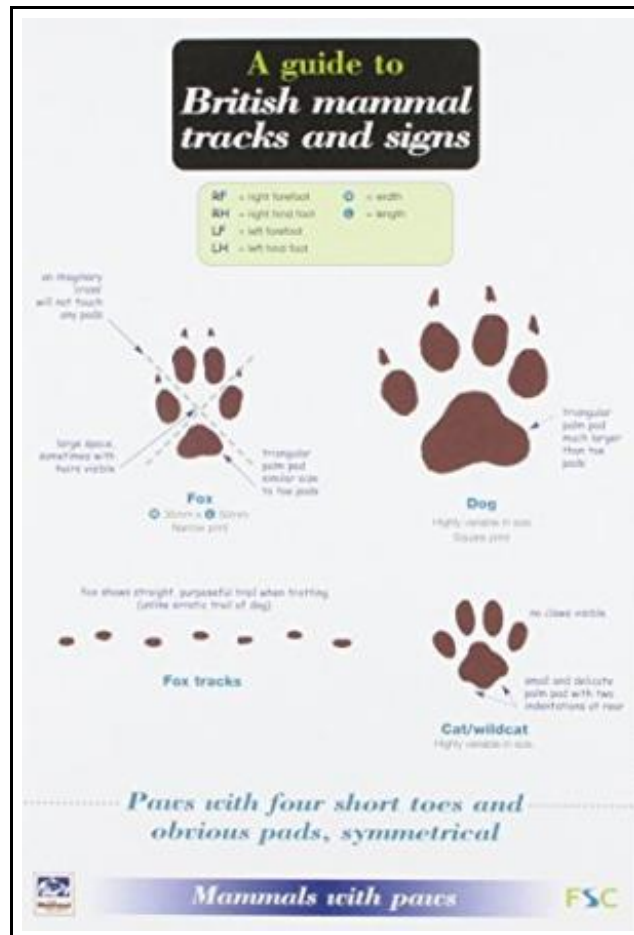 A guide to
British mammal
tracks and signs
RF = right forefoot
RH = right hind foot
LF = left forefoot
LH = left hind foot
= width
L = length
an imaginary
'cross'
will not touch
any pads
large space,
sometimes with
hairs visible
triangular
palm pad
similar size
to toe pads
Fox
Narrow print
triangular
palm pad
much larger
than toe
pads
Dog
Highly variable in size
Square print
Fox shows straight, purposeful trail when trotting
(unlike erratic trail of dog)
Fox tracks
no claws visible
small and delicate
palm pad with two
indentations at rear
Cat/wildcat
Highly variable in size
Paws with four short toes and
obvious pads, symmetrical
Mammals with paws
FSC